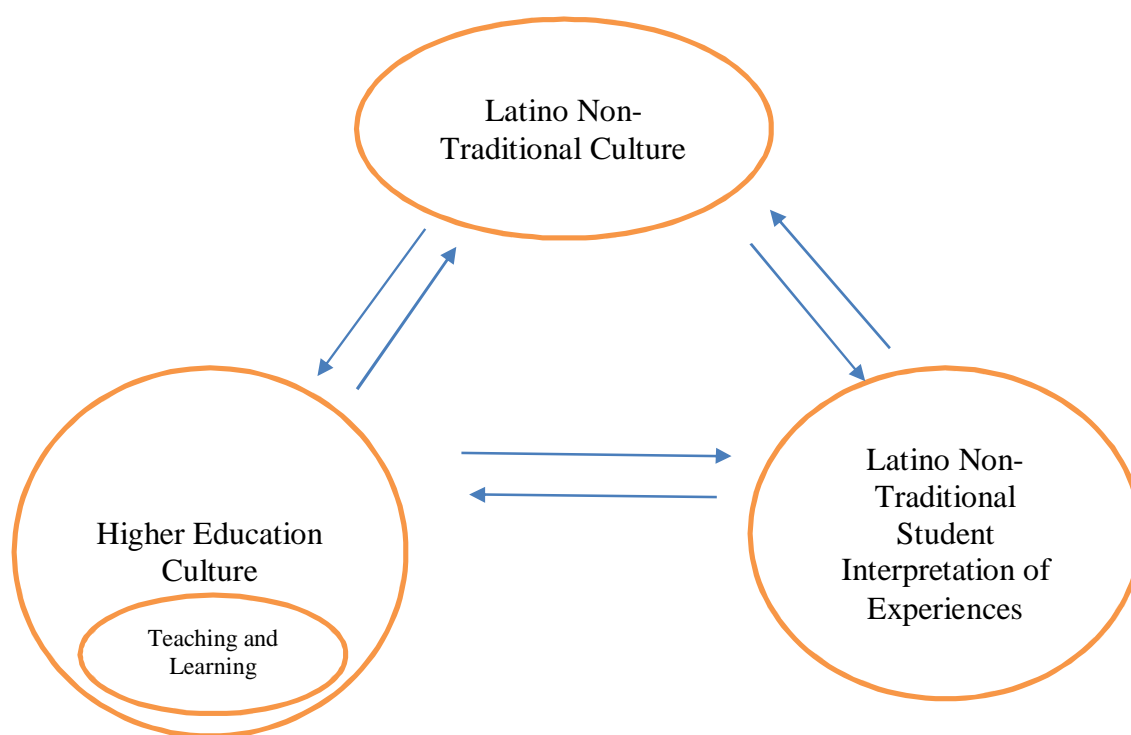 Latino Non-
Traditional Culture
Higher Education
Culture
Teaching and
Learning
Latino Non-
Traditional
Student
Interpretation of
Experiences